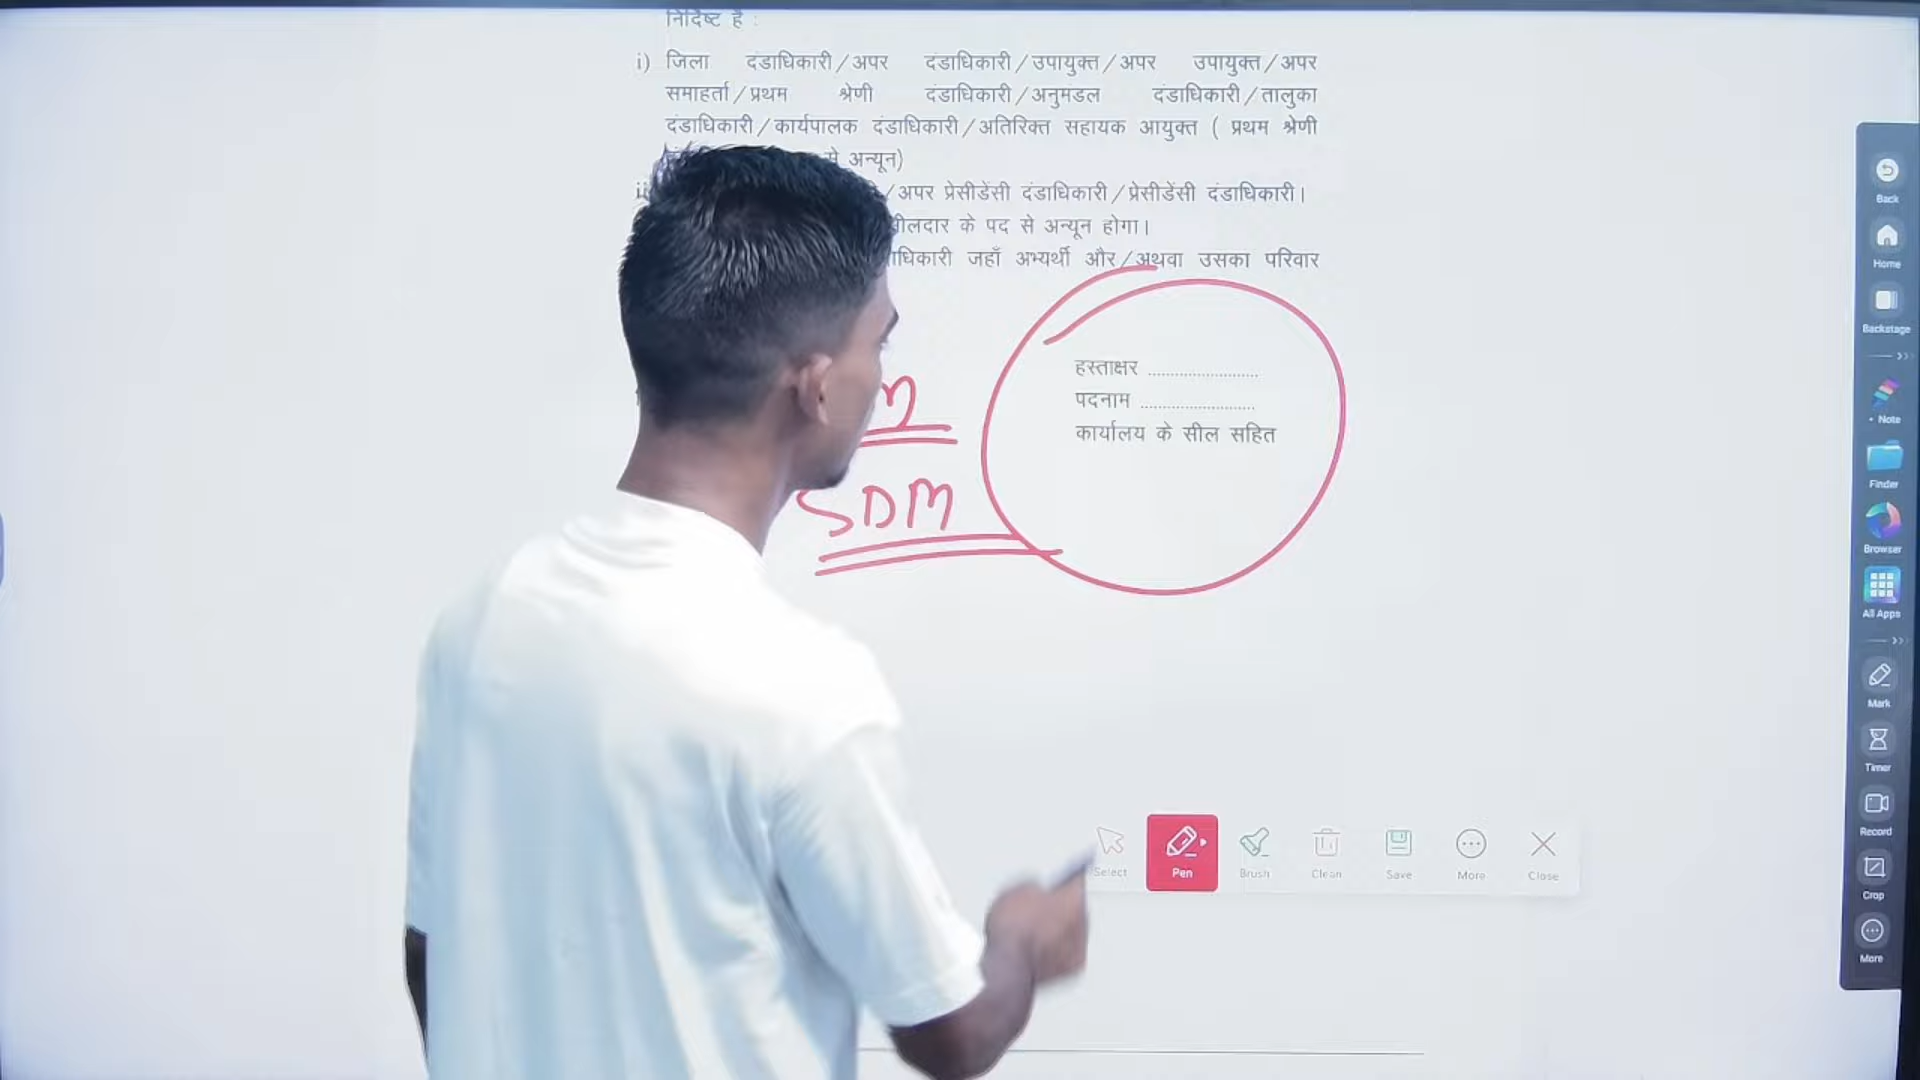 निर्दिष्ट है :
i) जिला दंडाधिकारी/अपर दंडाधिकारी/उपायुक्त/अपर उपायुक्त/अपर
समाहर्ता/प्रथम श्रेणी दंडाधिकारी/अनुमंडल दंडाधिकारी/तालुका
दंडाधिकारी/कार्यपालक दंडाधिकारी/अतिरिक्त सहायक आयुक्त ( प्रथम श्रेणी
से अन्यून)
/अपर प्रेसीडेंसी दंडाधिकारी/प्रेसीडेंसी दंडाधिकारी।
के पद से अन्यून होगा।
जहाँ अभ्यर्थी और/अथवा उसका परिवार
हस्ताक्षर ........................
पदनाम .........................
कार्यालय के सील सहित
SDM
Select Pen Brush Clean Save More Close
Back
Home
Backstage
Note
Finder
Browser
All Apps
Mark
Timer
Record
Crop
More